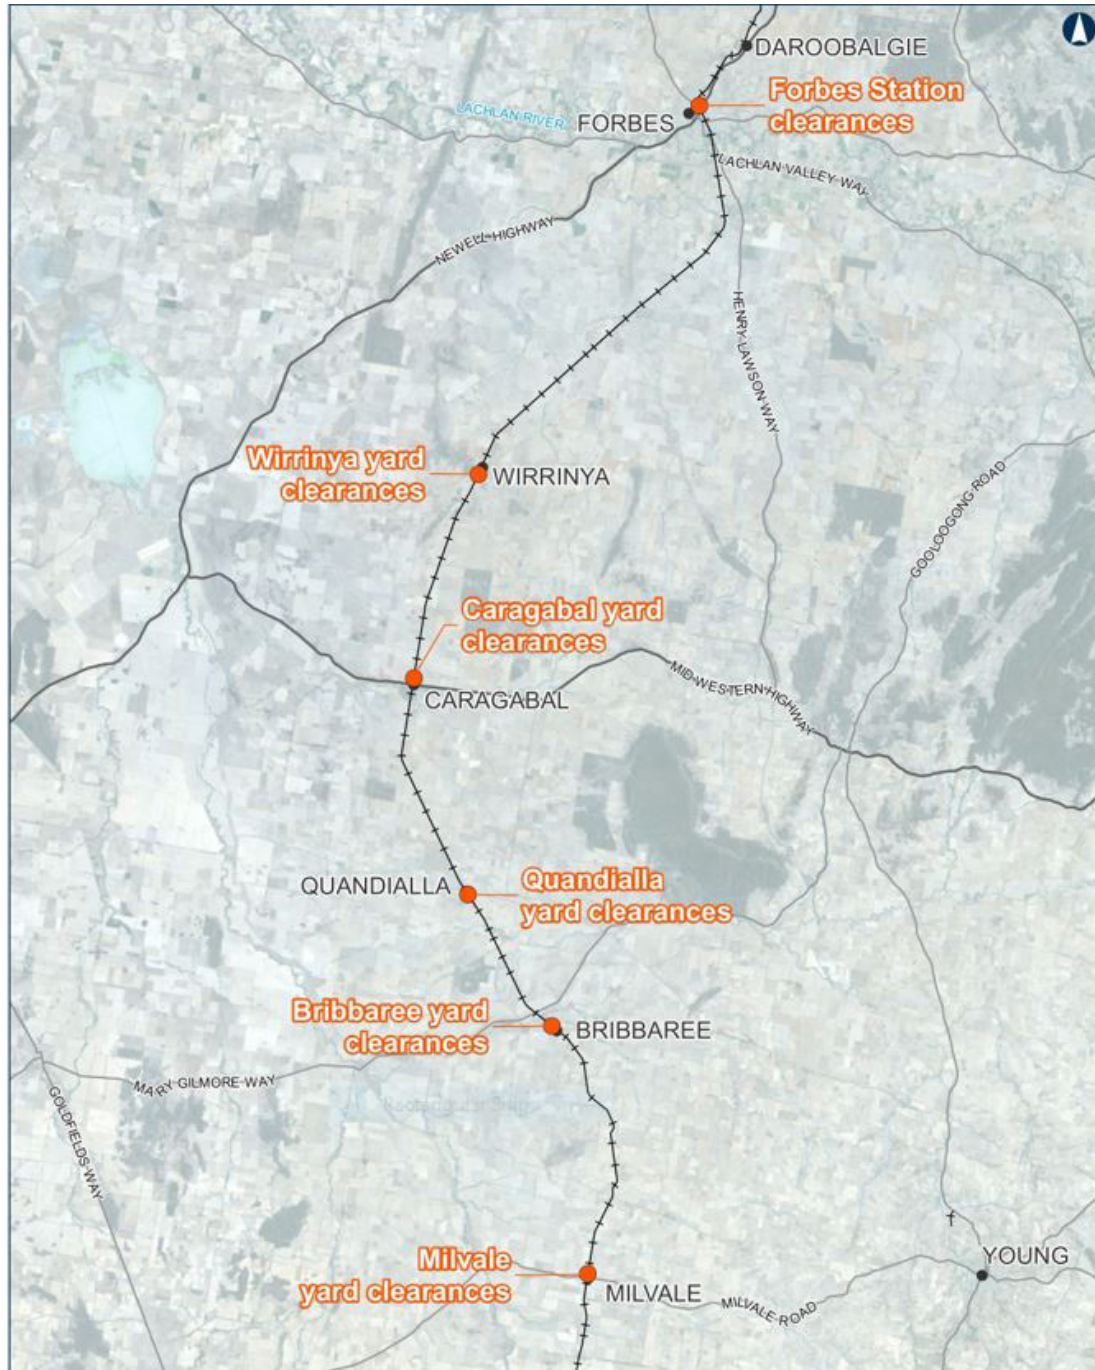 DAROOBALGIE
Forbes Station
clearances
LACHLAN RIVER
FORBES
LACHLAN VALLEY WAY
NEWELL HIGHWAY
HENRY LAWSON WAY
Wirrinya yard
clearances
WIRRINYA
GOOLOOGONG ROAD
Caragabal yard
clearances
MID WESTERN HIGHWAY
CARAGABAL
QUANDIALLA
Quandialla
yard clearances
Bribbaree yard
clearances
BRIBBAREE
MARY GILMORE WAY
GOLDFIELDS WAY
Milvale
yard clearances
MILVALE
MILVALE ROAD
YOUNG